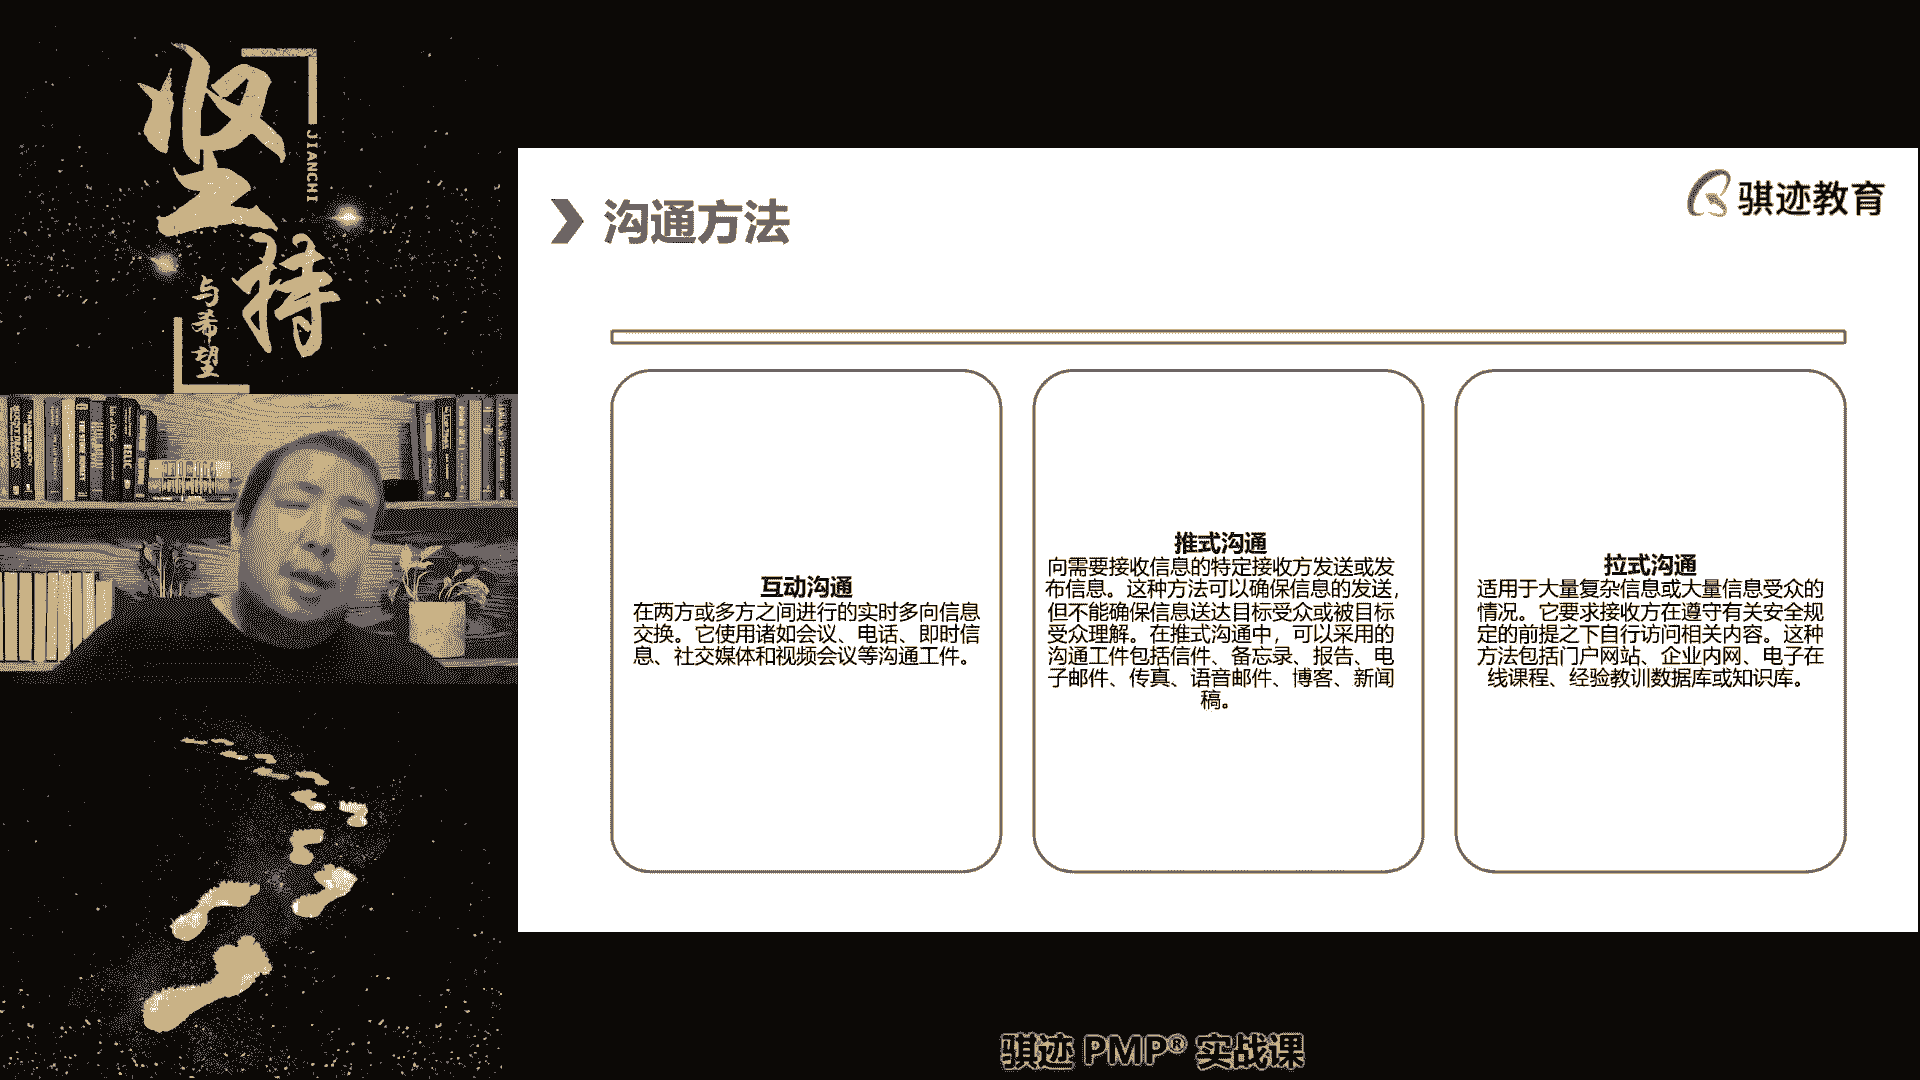 坚持
JIANCHI
与希望
沟通方法
骐迹教育
互动沟通
在两方或多方之间进行的实时多向信息
交换。它使用诸如会议、电话、即时信
息、社交媒体和视频会议等沟通工件。
推式沟通
向需要接收信息的特定接收方发送或发
布信息。这种方法可以确保信息的发送，
但不能确保信息送达目标受众或被目标
受众理解。在推式沟通中，可以采用的
沟通工件包括信件、备忘录、报告、电
子邮件、传真、语音邮件、博客、新闻
稿。
拉式沟通
适用于大量复杂信息或大量信息受众的
情况。它要求接收方在遵守有关安全规
定的前提之下自行访问相关内容。这种
方法包括门户网站、企业内网、电子在
线课程、经验教训数据库或知识库。
骐迹 PMP® 实战课